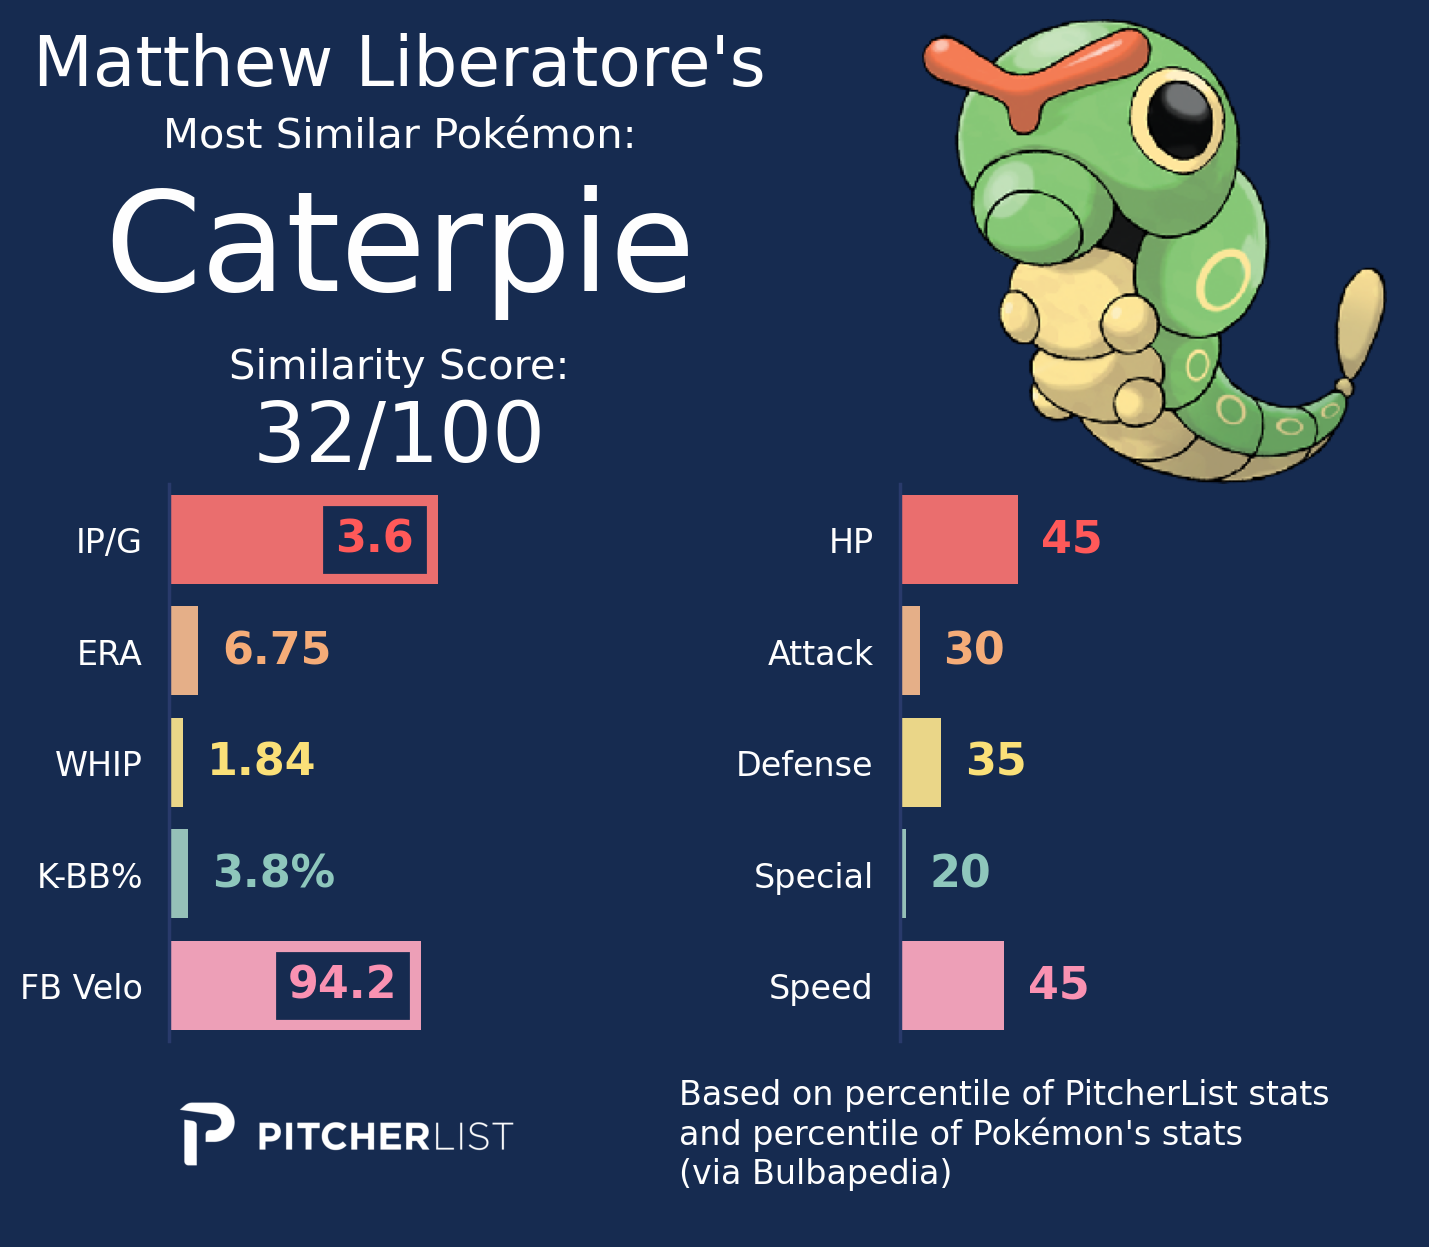 Matthew Liberatore's
Most Similar Pokémon:
Caterpie
Similarity Score:
32/100
IP/G 3.6
ERA 6.75
WHIP 1.84
K-BB% 3.8%
FB Velo 94.2
HP 45
Attack 30
Defense 35
Special 20
Speed 45
PITCHERLIST
Based on percentile of PitcherList stats
and percentile of Pokémon's stats
(via Bulbapedia)